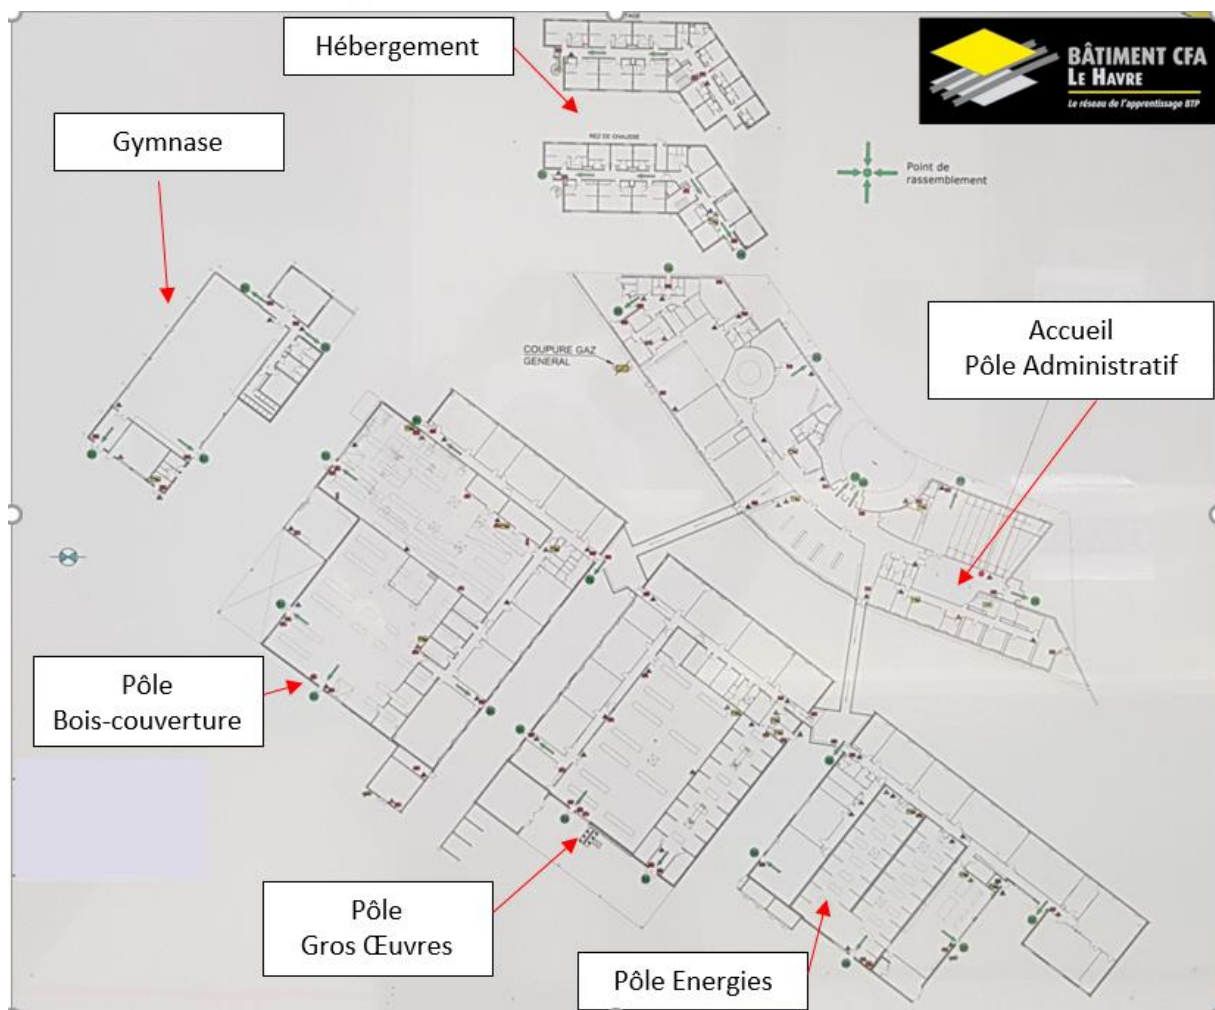 ETAGE
Hébergement
BÂTIMENT CFA
LE HAVRE
Le réseau de l'apprentissage BTP
Gymnase
REZ DE CHAUSSE
Point de
rassemblement
COUPURE GAZ
GENERAL
Accueil
Pôle Administratif
Pôle
Bois-couverture
Pôle
Gros Œuvres
Pôle Energies